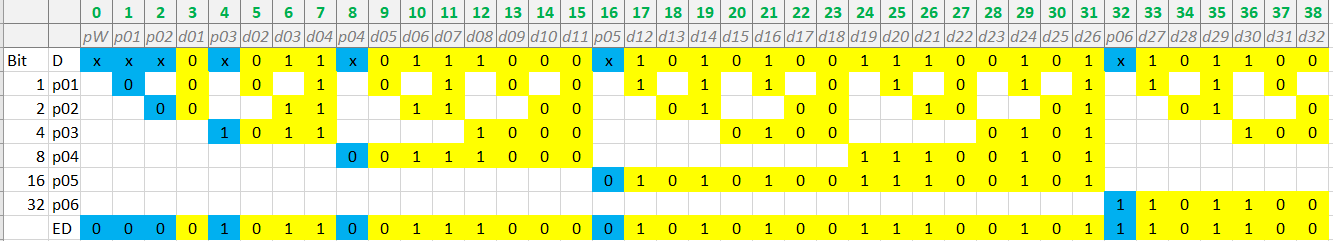 0 1 2 3 4 5 6 7 8 9 10 11 12 13 14 15 16 17 18 19 20 21 22 23 24 25 26 27 28 29 30 31 32 33 34 35 36 37 38
pW p01 p02 d01 p03 d02 d03 d04 p04 d05 d06 d07 d08 d09 d10 d11 p05 d12 d13 d14 d15 d16 d17 d18 d19 d20 d21 d22 d23 d24 d25 d26 p06 d27 d28 d29 d30 d31 d32
Bit D x x x 0 x 0 1 1 x 0 1 1 1 0 0 0 x 1 0 1 0 1 0 0 1 1 1 0 0 1 0 1 x 1 0 1 1 0 0
1 p01 0 0 0 1 0 1 0 0 1 1 1 0 1 0 1 1 1 1 0
2 p02 0 0 1 1 1 1 0 0 0 1 0 0 1 0 0 1 0 1 0
4 p03 1 0 1 1 1 0 0 0 0 1 0 0 0 1 0 1 1 0 0
8 p04 0 0 1 1 1 0 0 0 1 1 1 0 0 1 0 1
16 p05 0 1 0 1 0 1 0 0 1 1 1 0 0 1 0 1
32 p06 1 1 0 1 1 0 0
ED 0 0 0 0 1 0 1 1 0 0 1 1 1 0 0 0 0 1 0 1 0 1 0 0 1 1 1 0 0 1 0 1 1 1 0 1 1 0 0